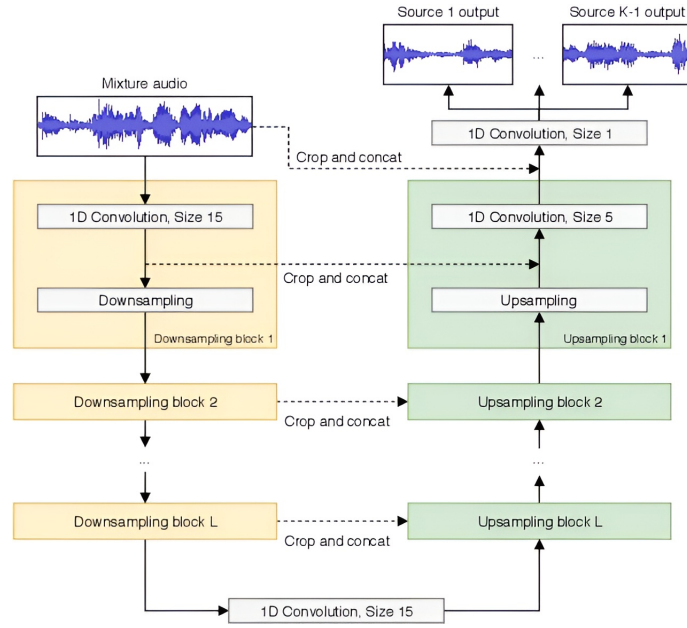 Source 1 output
Source K-1 output
...
Mixture audio
1D Convolution, Size 1
Crop and concat
1D Convolution, Size 15
1D Convolution, Size 5
Crop and concat
Downsampling
Upsampling
Downsampling block 1
Upsampling block 1
Downsampling block 2
Upsampling block 2
Crop and concat
...
...
Downsampling block L
Upsampling block L
Crop and concat
1D Convolution, Size 15